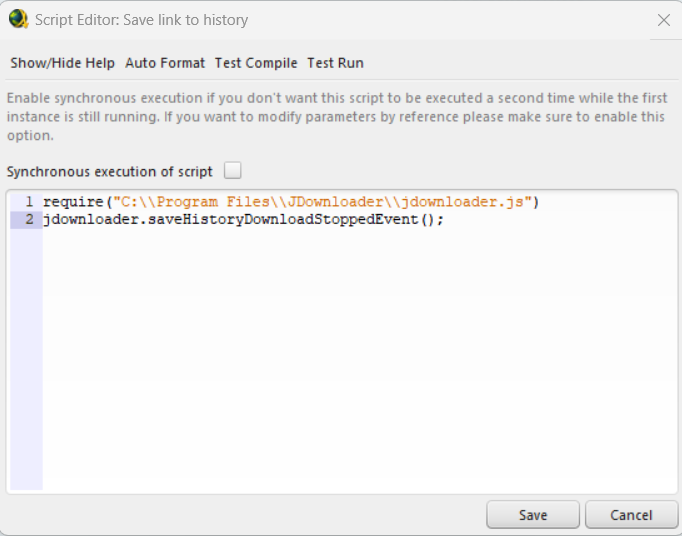 Script Editor: Save link to history
Show/Hide Help Auto Format Test Compile Test Run
Enable synchronous execution if you don't want this script to be executed a second time while the first
instance is still running. If you want to modify parameters by reference please make sure to enable this
option.
Synchronous execution of script
1 require("C:\\Program Files\\JDownloader\\jdownloader.js")
2 jdownloader.saveHistoryDownloadStoppedEvent();
Save Cancel